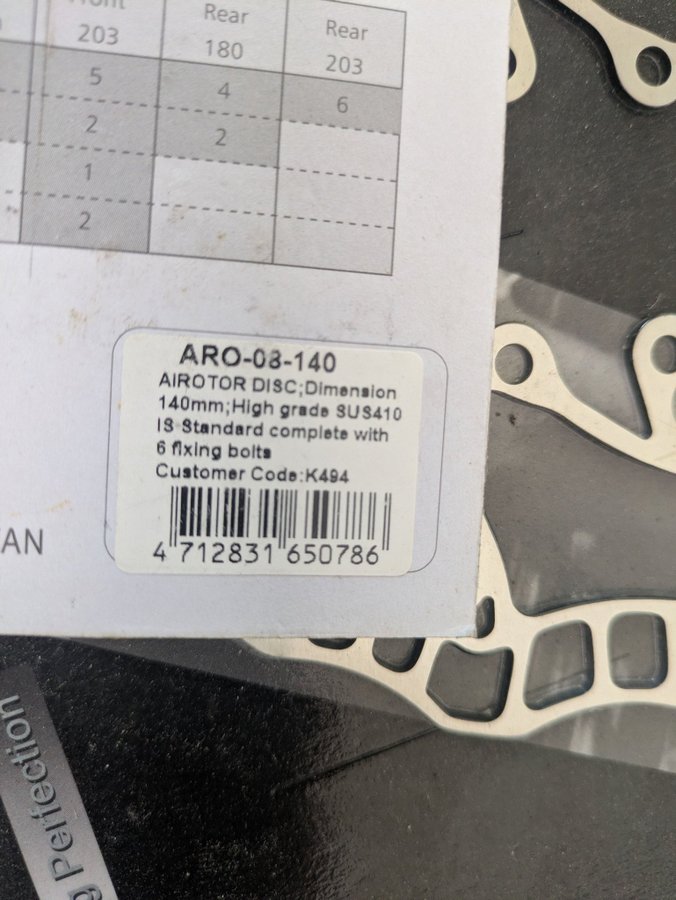 Front Rear Rear
203 180 203
5 4 6
2 2
1
2
ARO-08-140
AIROTOR DISC;Dimension
140mm;High grade SUS410
IS Standard complete with
6 fixing bolts
Customer Code:K494
4 712831 650786
AN
g Perfection